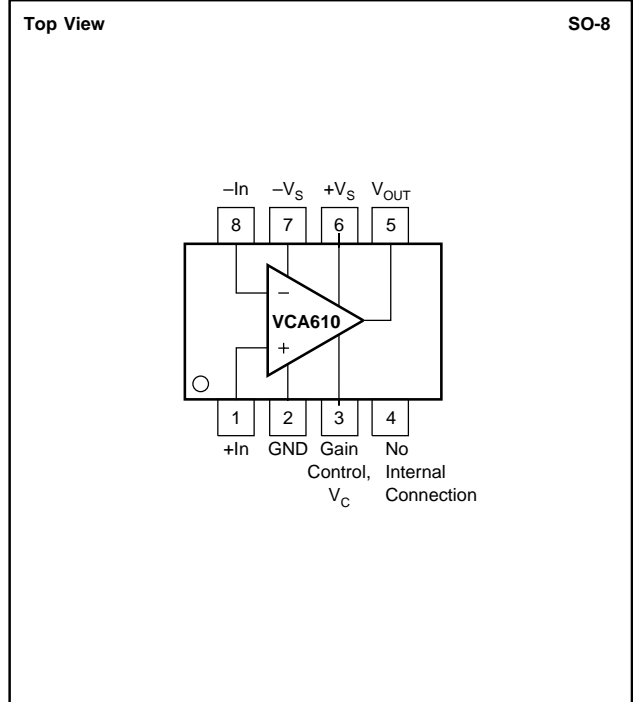 Top View SO-8
–In –VS +VS VOUT
8 7 6 5
–
VCA610
+
1 2 3 4
+In GND Gain Control, VC No Internal Connection